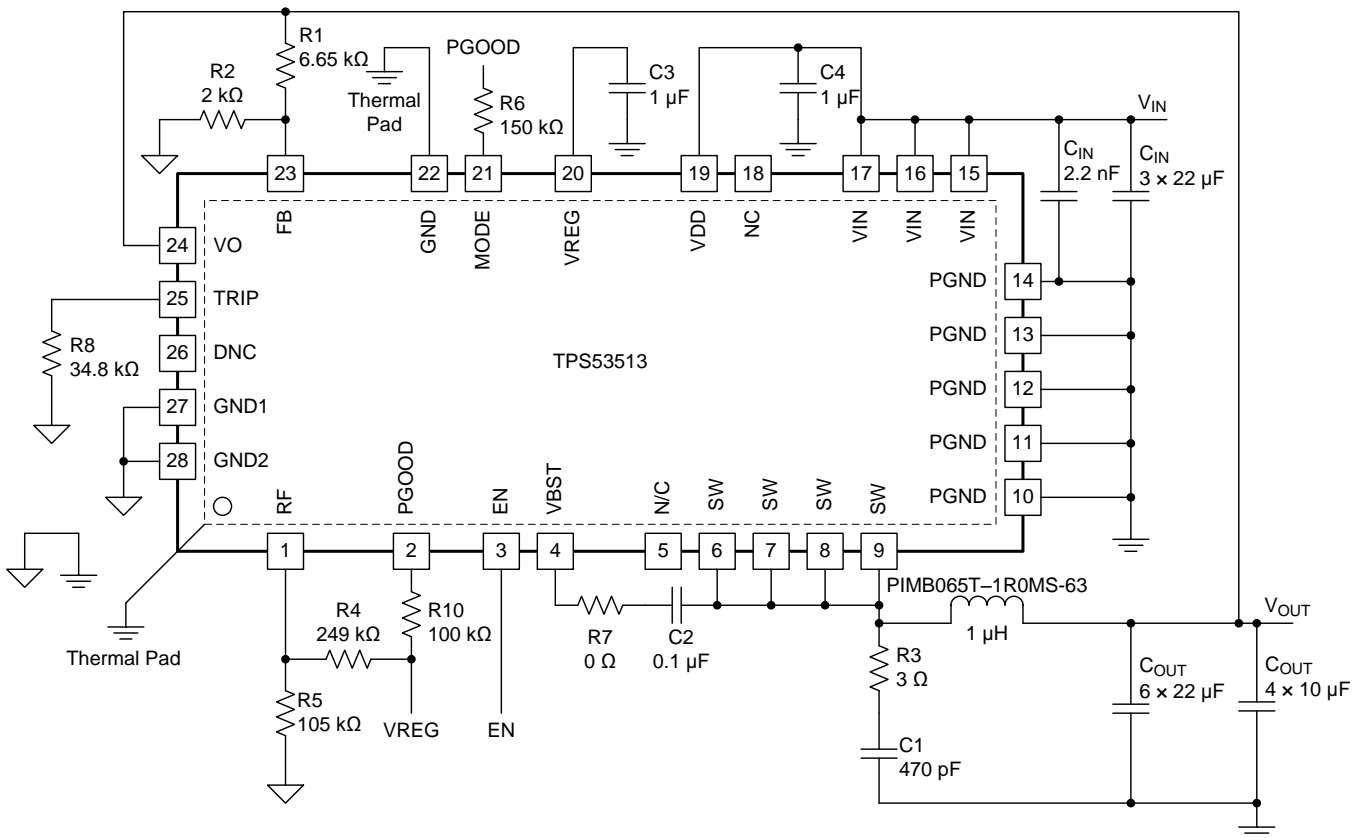 R1
6.65 kΩ
R2
2 kΩ
Thermal
Pad
PGOOD
R6
150 kΩ
C3
1 µF
C4
1 µF
VIN
CIN
2.2 nF
CIN
3 × 22 µF
23
22
21
20
19
18
17
16
15
FB
GND
MODE
VREG
VDD
NC
VIN
VIN
VIN
24 VO
25 TRIP
26 DNC
27 GND1
28 GND2
R8
34.8 kΩ
TPS53513
PGND 14
PGND 13
PGND 12
PGND 11
PGND 10
RF
PGOOD
EN
VBST
N/C
SW
SW
SW
SW
1
2
3
4
5
6
7
8
9
Thermal Pad
R4
249 kΩ
R10
100 kΩ
R5
105 kΩ
VREG
EN
R7
0 Ω
C2
0.1 µF
PIMB065T–1R0MS-63
1 µH
R3
3 Ω
C1
470 pF
VOUT
COUT
6 × 22 µF
COUT
4 × 10 µF